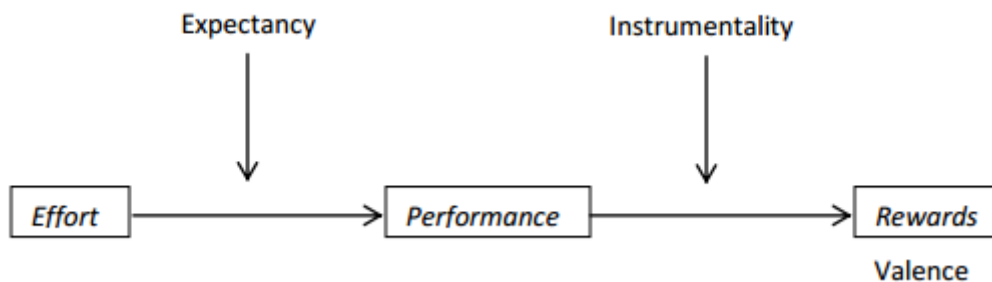 Expectancy
Instrumentality
Effort
Performance
Rewards
Valence